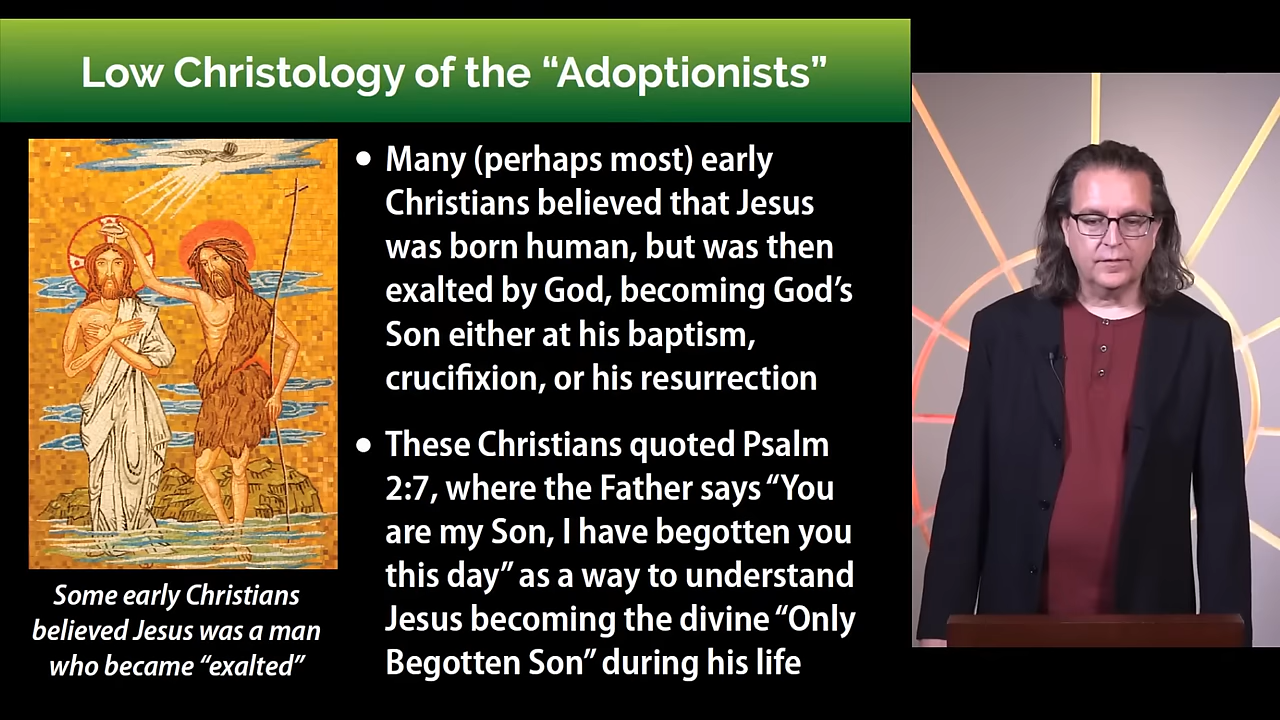 Low Christology of the “Adoptionists”
• Many (perhaps most) early
Christians believed that Jesus
was born human, but was then
exalted by God, becoming God’s
Son either at his baptism,
crucifixion, or his resurrection
• These Christians quoted Psalm
2:7, where the Father says “You
are my Son, I have begotten you
this day” as a way to understand
Jesus becoming the divine “Only
Begotten Son” during his life
Some early Christians
believed Jesus was a man
who became “exalted”